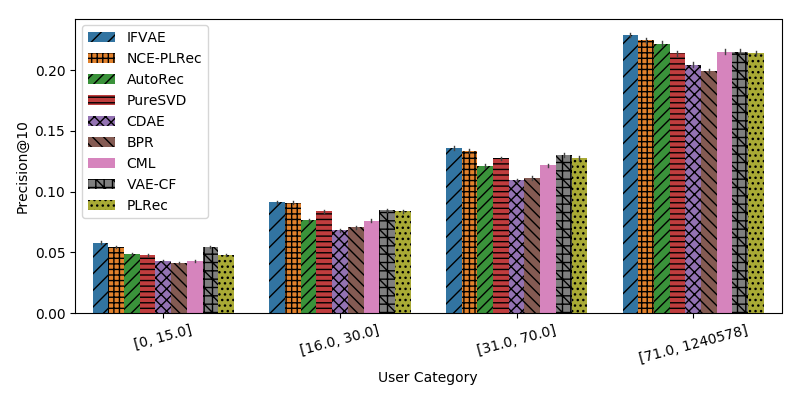 IFVAE
NCE-PLRec
AutoRec
PureSVD
CDAE
BPR
CML
VAE-CF
PLRec
Precision@10
0.20
0.15
0.10
0.05
0.00
[0, 15.0]
[16.0, 30.0]
[31.0, 70.0]
[71.0, 1240578]
User Category